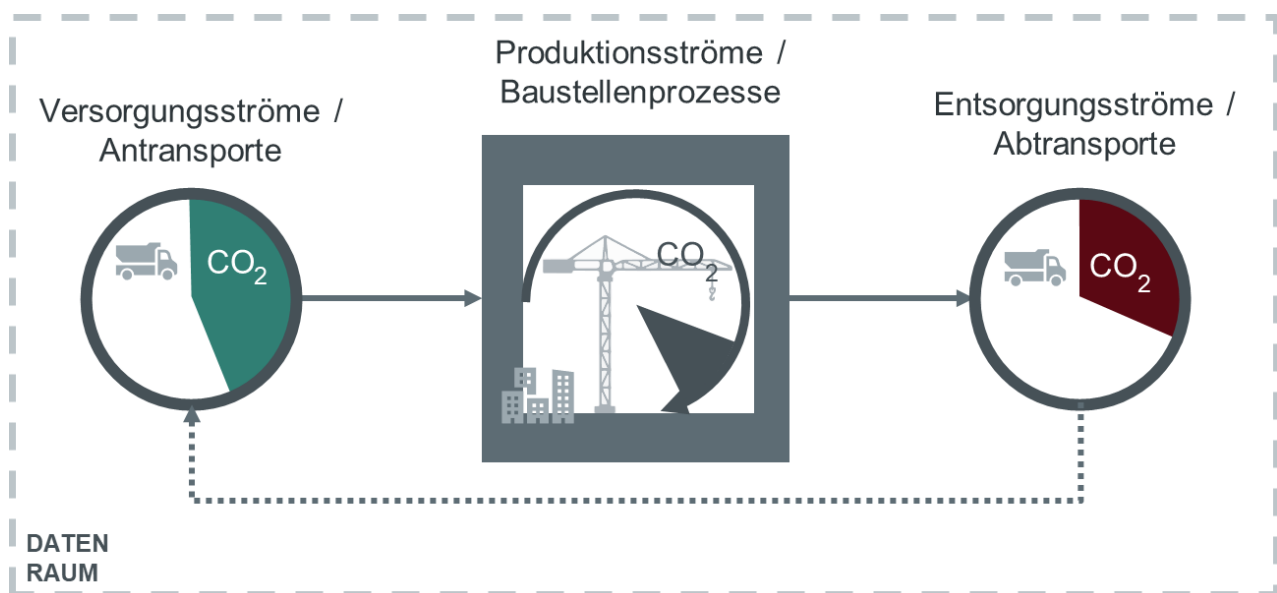 Versorgungsströme /
Antransporte
CO₂
Produktionsströme /
Baustellenprozesse
CO₂
Entsorgungsströme /
Abtransporte
CO₂
DATEN
RAUM